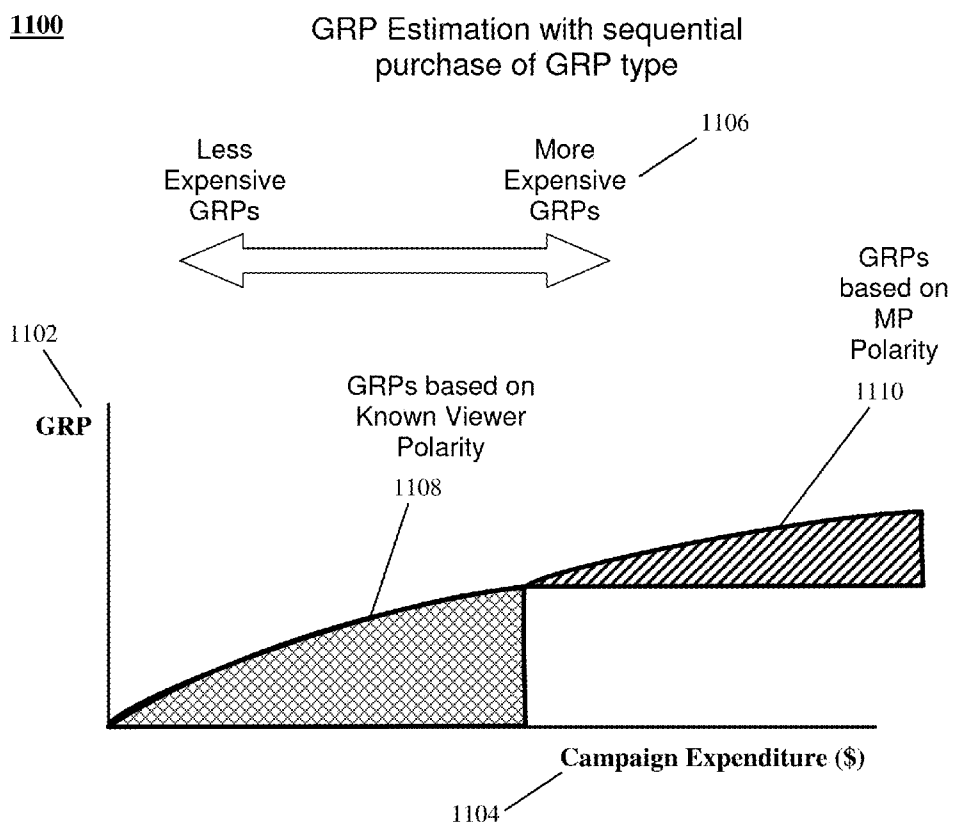 1100
GRP Estimation with sequential
purchase of GRP type
1106
Less
Expensive
GRPs
More
Expensive
GRPs
GRPs
based on
MP
Polarity
1110
1102
GRP
GRPs based on
Known Viewer
Polarity
1108
Campaign Expenditure ($)
1104